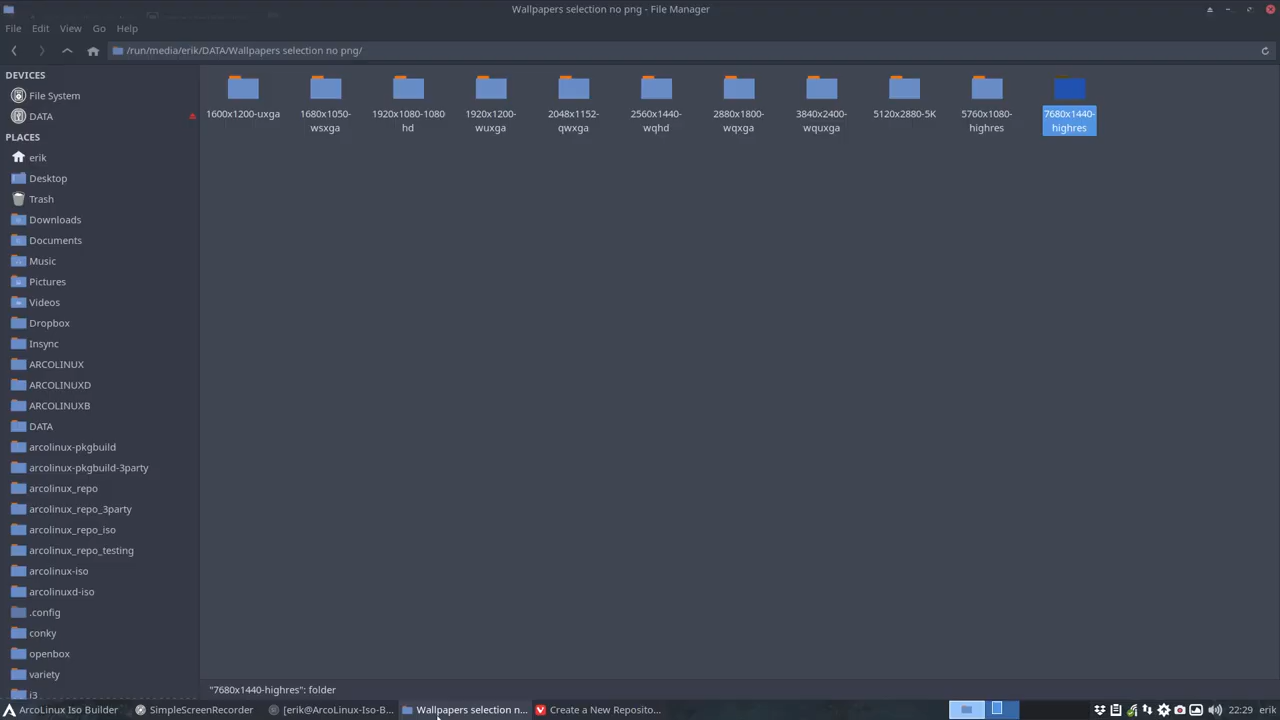 Wallpapers selection no png - File Manager
File Edit View Go Help
/run/media/erik/DATA/Wallpapers selection no png/
DEVICES
File System
DATA
PLACES
erik
Desktop
Trash
Downloads
Documents
Music
Pictures
Videos
Dropbox
Insync
ARCOLINUX
ARCOLINUXD
ARCOLINUXB
DATA
arcolinux-pkgbuild
arcolinux-pkgbuild-3party
arcolinux_repo
arcolinux_repo_3party
arcolinux_repo_iso
arcolinux_repo_testing
arcolinux-iso
arcolinuxd-iso
.config
conky
openbox
variety
i3
1600x1200-uxga
1680x1050-
wsxga
1920x1080-1080
hd
1920x1200-
wuxga
2048x1152-
qwxga
2560x1440-
wqhd
2880x1800-
wqxga
3840x2400-
wquxga
5120x2880-5K
5760x1080-
highres
7680x1440-
highres
"7680x1440-highres": folder
ArcoLinux Iso Builder
SimpleScreenRecorder
[erik@ArcoLinux-Iso-B...
Wallpapers selection n...
Create a New Reposito...
22:29 erik